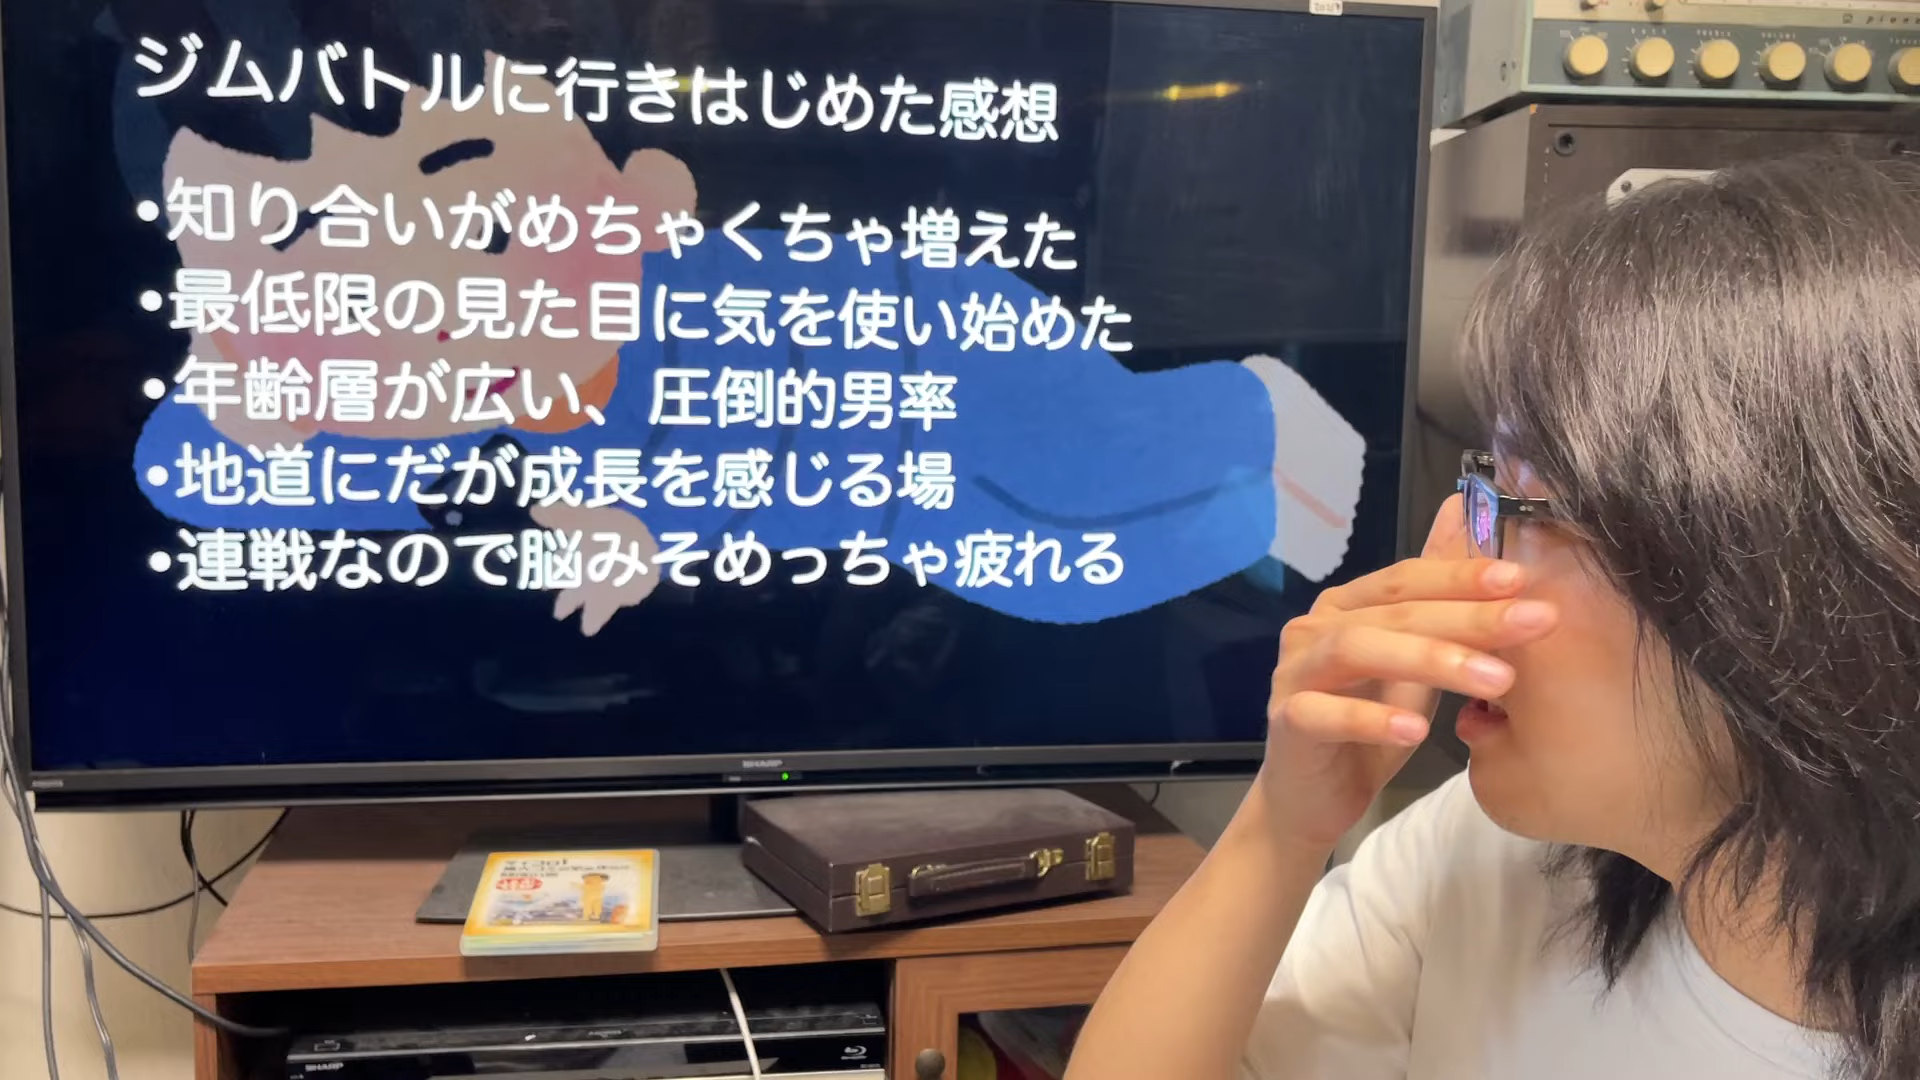 ジムバトルに行きはじめた感想
•知り合いがめちゃくちゃ増えた
•最低限の見た目に気を使い始めた
•年齢層が広い、圧倒的男率
•地道にだが成長を感じる場
•連戦なので脳みそめっちゃ疲れる
SHARP
SHARP